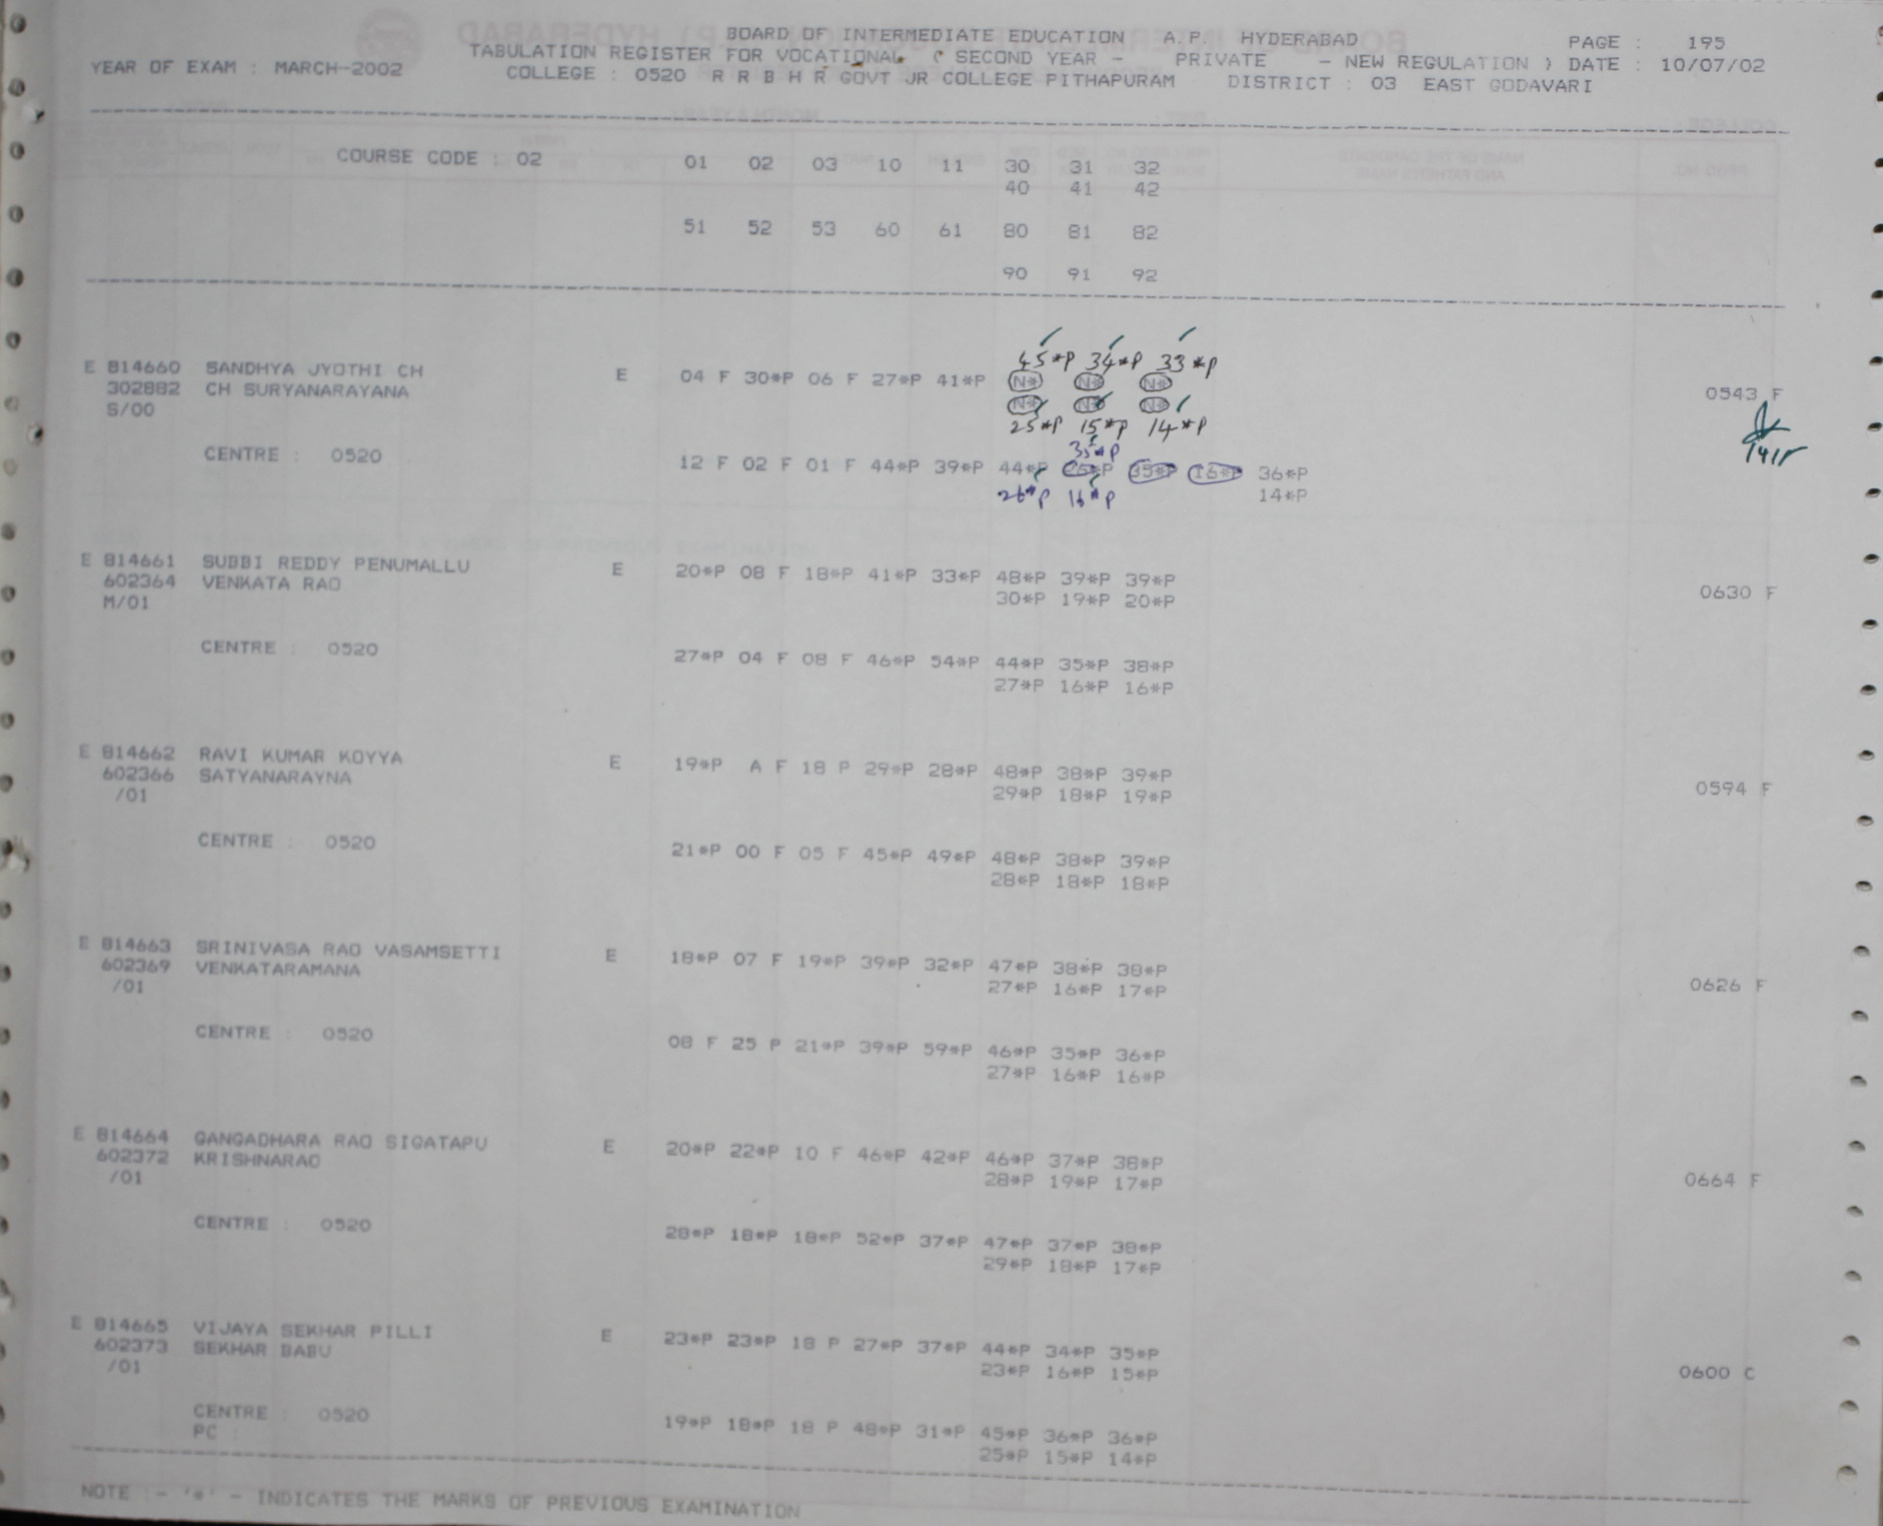 BOARD OF INTERMEDIATE EDUCATION A.P. HYDERABAD PAGE : 195
TABULATION REGISTER FOR VOCATIONAL ( SECOND YEAR - PRIVATE - NEW REGULATION ) DATE : 10/07/02
YEAR OF EXAM : MARCH-2002 COLLEGE : 0520 R R B H R GOVT JR COLLEGE PITHAPURAM DISTRICT : 03 EAST GODAVARI
COURSE CODE : 02 01 02 03 10 11 30 31 32
40 41 42
51 52 53 60 61 80 81 82
90 91 92
45*P 34*P 33*P
E 814660 SANDHYA JYOTHI CH E 04 F 30*P 06 F 27*P 41*P N* N* N* 0543 F
302882 CH SURYANARAYANA N* N* N*
S/00 25*P 15*P 14*P
35*P
CENTRE : 0520 12 F 02 F 01 F 44*P 39*P 44*P 26*P 35*P 16*P 36*P
26*P 16*P 14*P
E 814661 SUBBI REDDY PENUMALLU E 20*P 08 F 18*P 41*P 33*P 48*P 39*P 39*P 0630 F
602364 VENKATA RAO 30*P 19*P 20*P
M/01
CENTRE : 0520 27*P 04 F 08 F 46*P 54*P 44*P 35*P 38*P
27*P 16*P 16*P
E 814662 RAVI KUMAR KOYYA E 19*P A F 18 P 29*P 28*P 48*P 38*P 39*P 0594 F
602366 SATYANARAYNA 29*P 18*P 19*P
/01
CENTRE : 0520 21*P 00 F 05 F 45*P 49*P 48*P 38*P 39*P
28*P 18*P 18*P
E 814663 SRINIVASA RAO VASAMSETTI E 18*P 07 F 19*P 39*P 32*P 47*P 38*P 38*P 0626 F
602369 VENKATARAMANA 27*P 16*P 17*P
/01
CENTRE : 0520 08 F 25 P 21*P 39*P 59*P 46*P 35*P 36*P
27*P 16*P 16*P
E 814664 GANGADHARA RAO SIGATAPU E 20*P 22*P 10 F 46*P 42*P 46*P 37*P 38*P 0664 F
602372 KRISHNARAO 28*P 19*P 17*P
/01
CENTRE : 0520 28*P 18*P 18*P 52*P 37*P 47*P 37*P 38*P
29*P 18*P 17*P
E 814665 VIJAYA SEKHAR PILLI E 23*P 23*P 18 P 27*P 37*P 44*P 34*P 35*P 0600 C
602373 SEKHAR BABU 23*P 16*P 15*P
/01
CENTRE : 0520 19*P 18*P 18 P 48*P 31*P 45*P 36*P 36*P
PC : 25*P 15*P 14*P
NOTE :- '*' - INDICATES THE MARKS OF PREVIOUS EXAMINATION